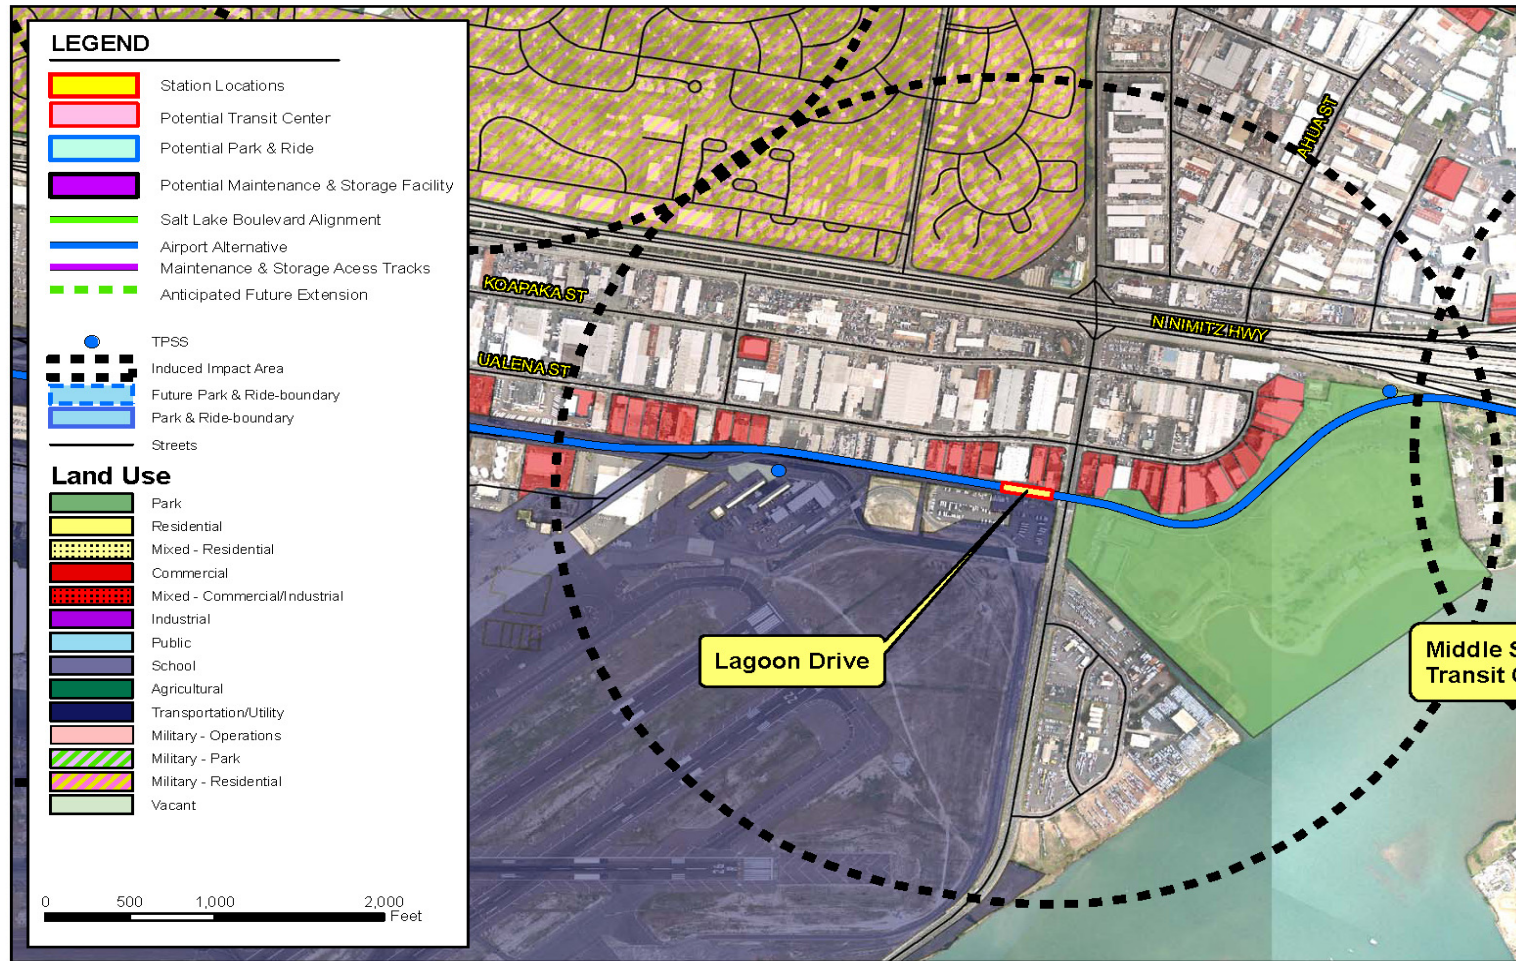 LEGEND
Station Locations
Potential Transit Center
Potential Park & Ride
Potential Maintenance & Storage Facility
Salt Lake Boulevard Alignment
Airport Alternative
Maintenance & Storage Acess Tracks
Anticipated Future Extension
TPSS
Induced Impact Area
Future Park & Ride-boundary
Park & Ride-boundary
Streets
Land Use
Park
Residential
Mixed - Residential
Commercial
Mixed - Commercial/Industrial
Industrial
Public
School
Agricultural
Transportation/Utility
Military - Operations
Military - Park
Military - Residential
Vacant
0 500 1,000 2,000
Feet
AHUA ST
KOAPAKA ST
N NIMITZ HWY
UALENA ST
Lagoon Drive
Middle S
Transit C